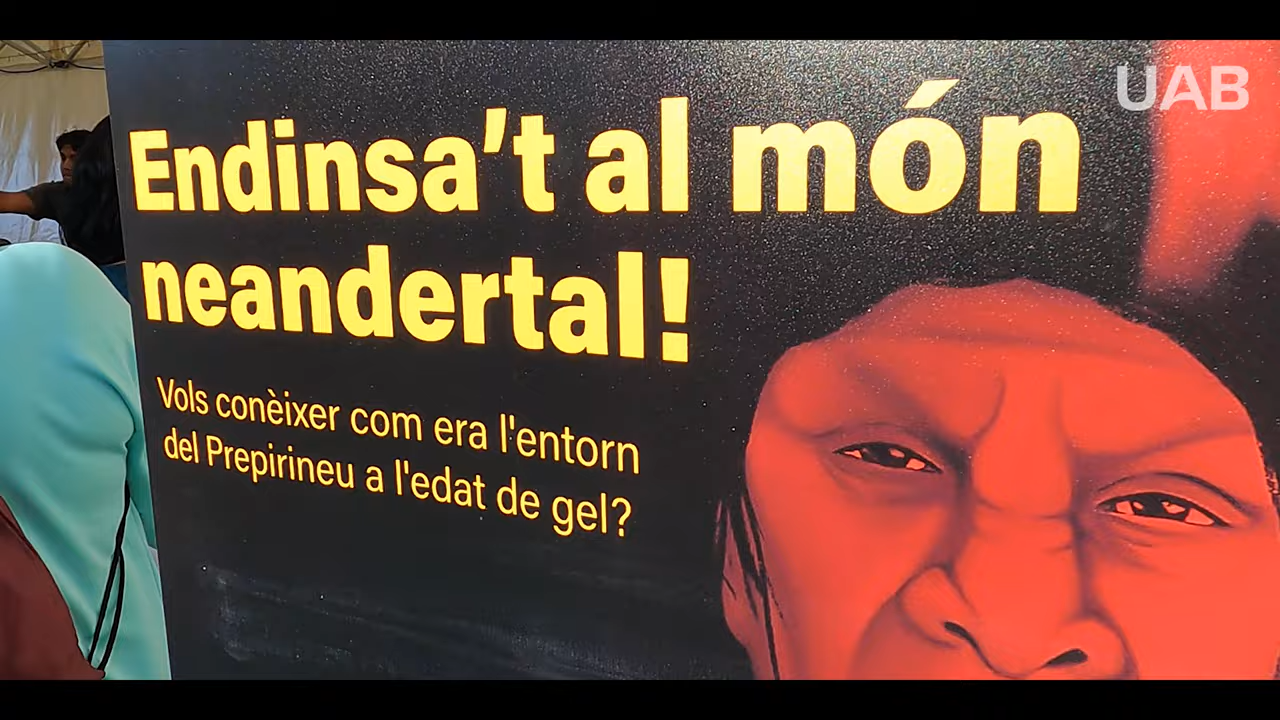 UAB
Endinsa't al món
neandertal!
Vols conèixer com era l'entorn
del Prepirineu a l'edat de gel?